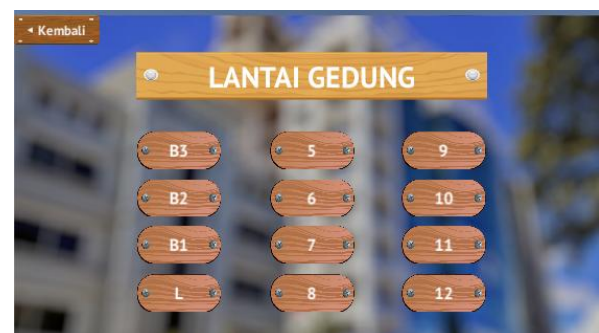 ◂ Kembali
LANTAI GEDUNG
B3 5 9
B2 6 10
B1 7 11
L 8 12